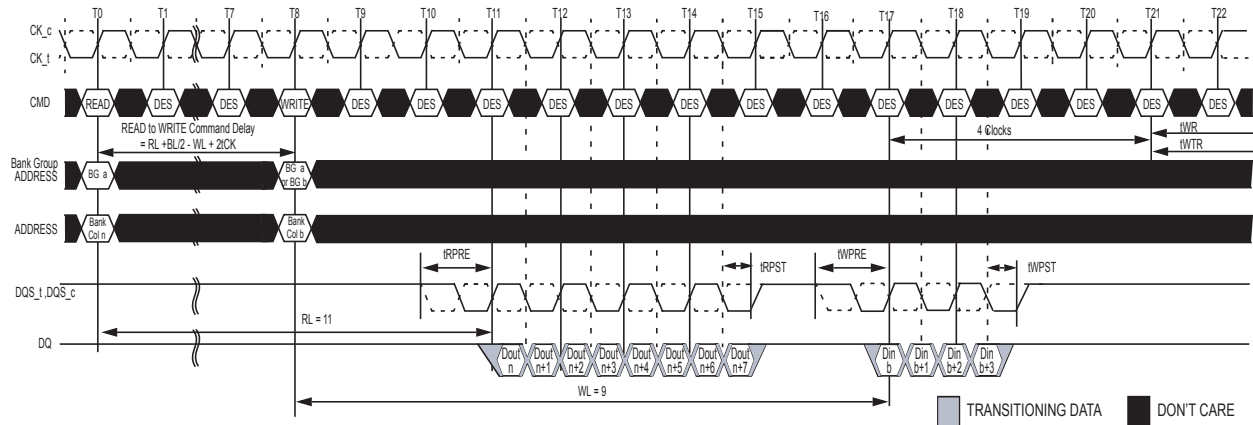 T0 T1 T7 T8 T9 T10 T11 T12 T13 T14 T15 T16 T17 T18 T19 T20 T21 T22
CK_c
CK_t
CMD READ DES DES WRITE DES DES DES DES DES DES DES DES DES DES DES DES DES DES
READ to WRITE Command Delay
= RL +BL/2 - WL + 2tCK
4 Clocks
tWR
tWTR
Bank Group
ADDRESS
BG a
BG a
or BG b
ADDRESS
Bank
Col n
Bank
Col b
tRPRE
tRPST
tWPRE
tWPST
DQS_t ,DQS_c
RL = 11
DQ
Dout
n
Dout
n+1
Dout
n+2
Dout
n+3
Dout
n+4
Dout
n+5
Dout
n+6
Dout
n+7
Din
b
Din
b+1
Din
b+2
Din
b+3
WL = 9
TRANSITIONING DATA
DON'T CARE